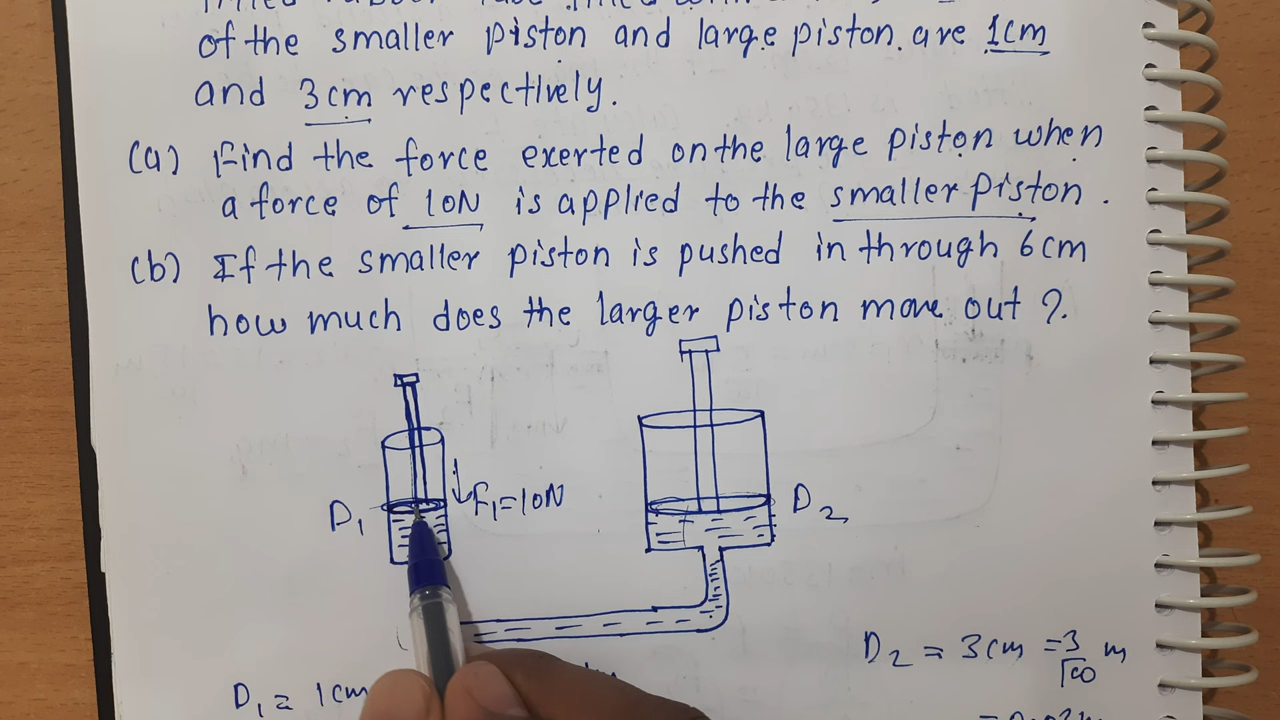 of the smaller piston and large piston. are 1cm
and 3cm respectively.
(a) Find the force exerted on the large piston when
a force of 10N is applied to the smaller piston.
(b) If the smaller piston is pushed in through 6cm
how much does the larger piston move out ?
F1=10N
D1
D2
D2 = 3cm = 3/100 m
D1 = 1cm